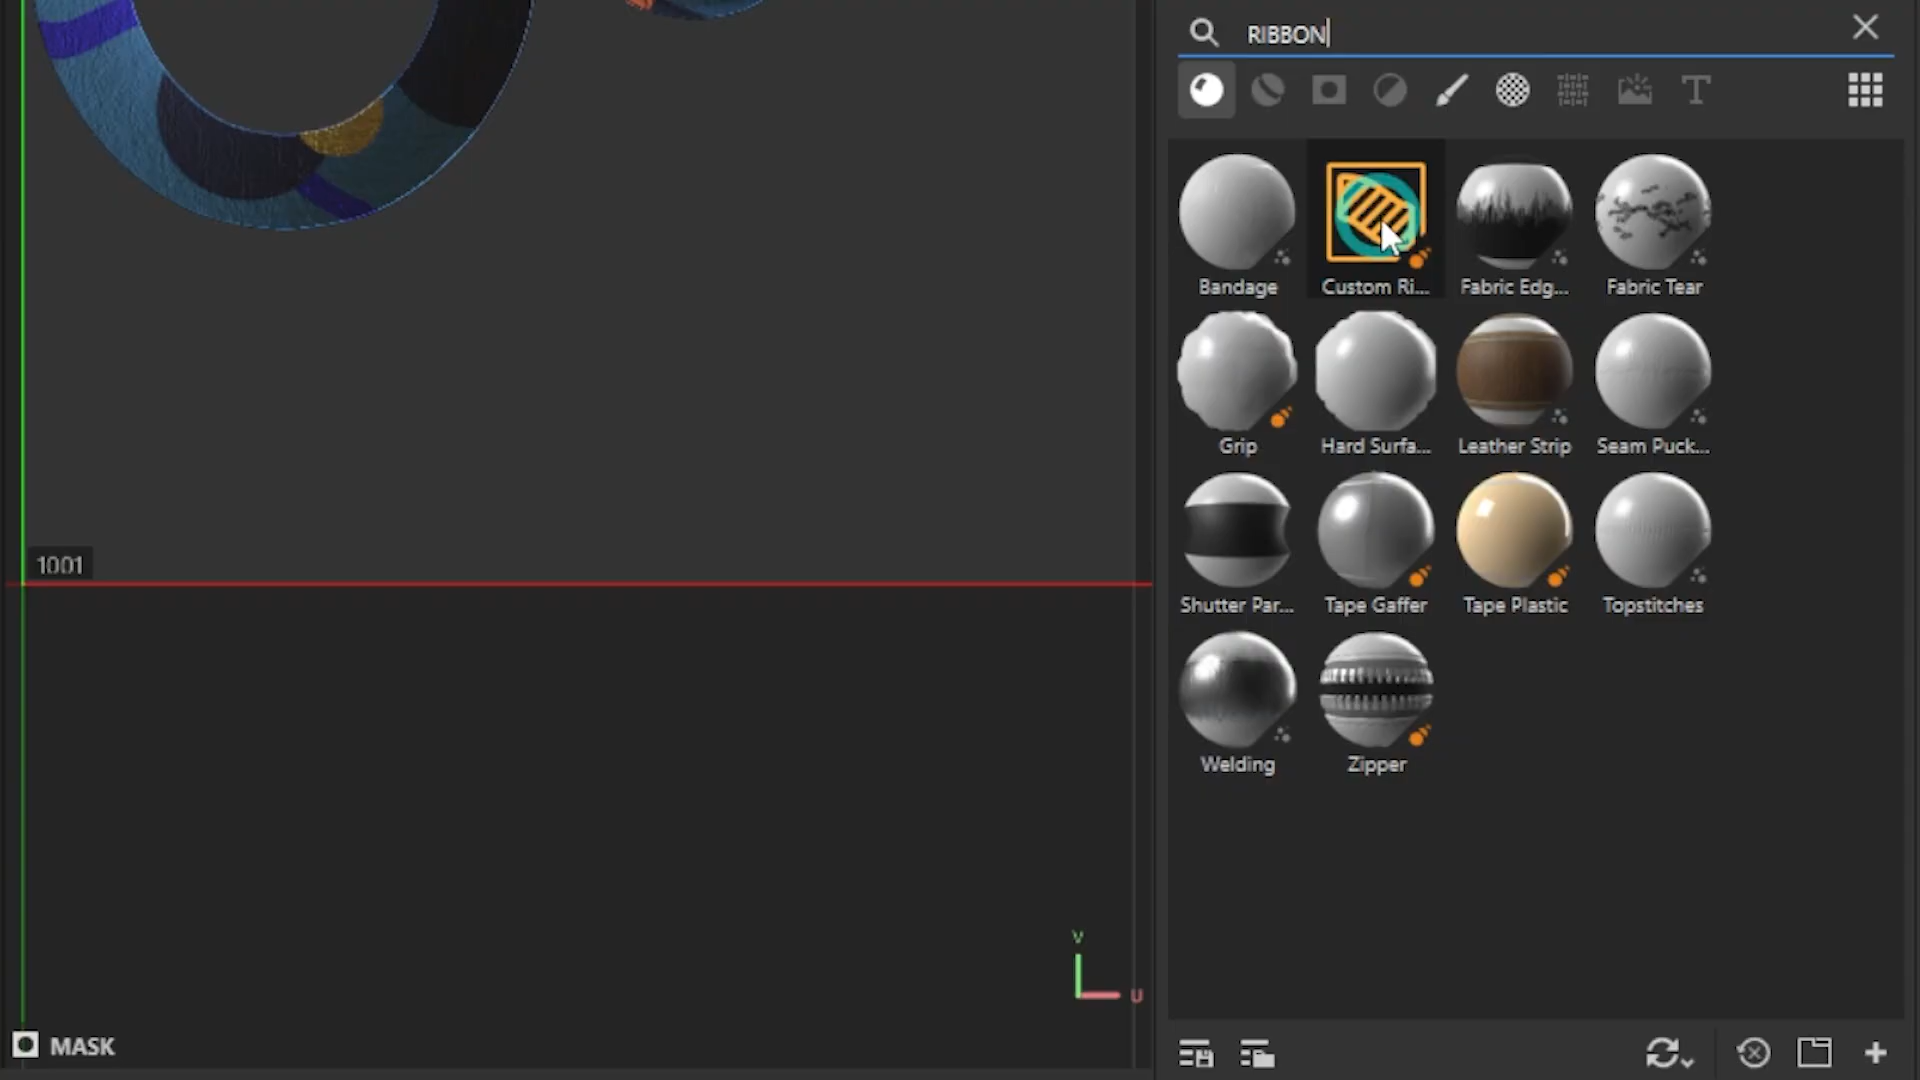 RIBBON
Bandage
Custom Ri...
Fabric Edg...
Fabric Tear
Grip
Hard Surfa...
Leather Strip
Seam Puck...
Shutter Par...
Tape Gaffer
Tape Plastic
Topstitches
Welding
Zipper
1001
V
U
MASK